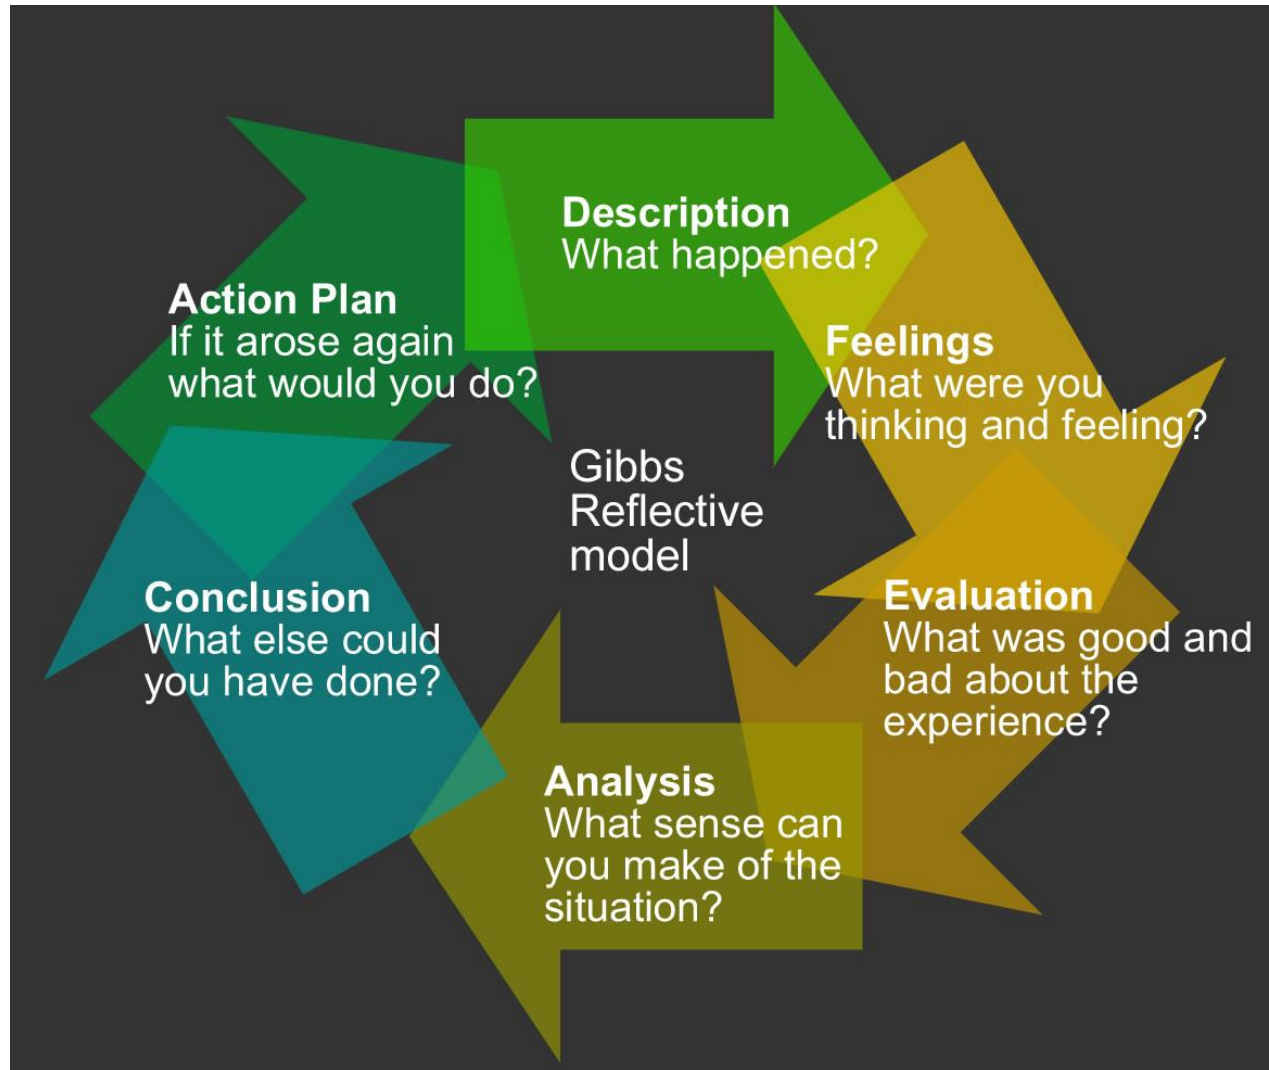 Description
What happened?
Feelings
What were you
thinking and feeling?
Evaluation
What was good and
bad about the
experience?
Analysis
What sense can
you make of the
situation?
Conclusion
What else could
you have done?
Action Plan
If it arose again
what would you do?
Gibbs
Reflective
model